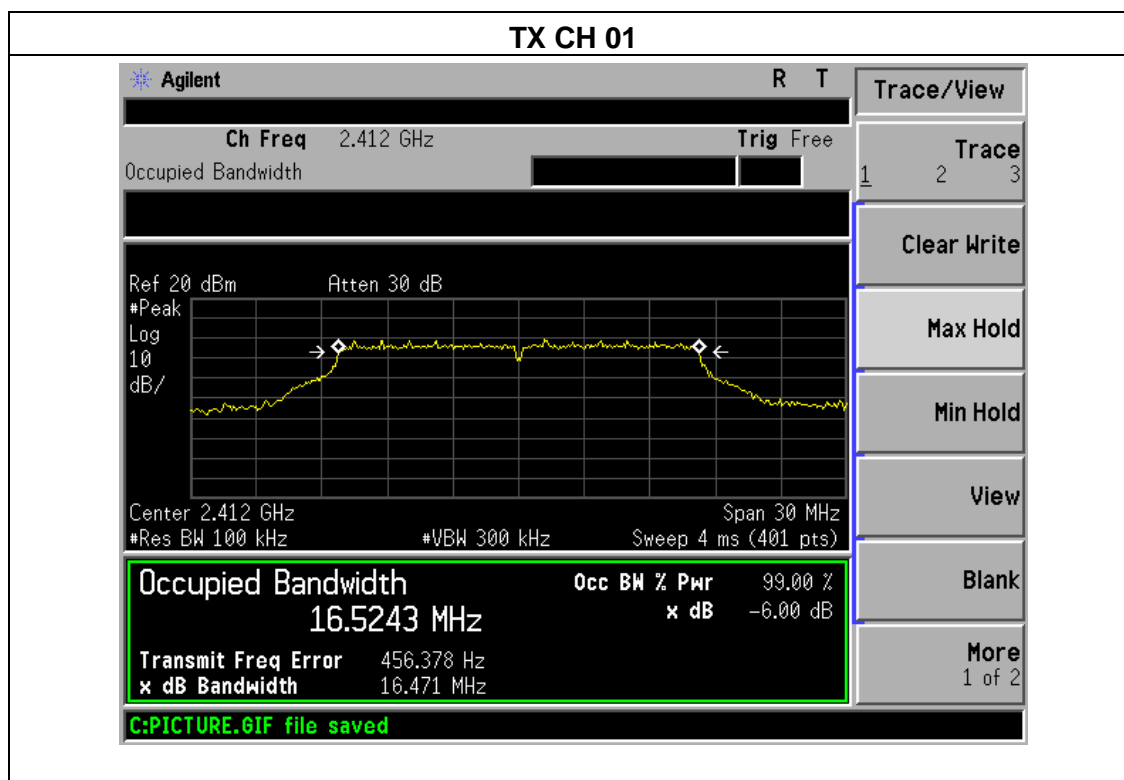 TX CH 01
Agilent R T
Trace/View
Ch Freq 2.412 GHz Trig Free
Occupied Bandwidth
Trace
1 2 3
Clear Write
Max Hold
Min Hold
View
Blank
More
1 of 2
Ref 20 dBm Atten 30 dB
#Peak
Log
10
dB/
Center 2.412 GHz Span 30 MHz
#Res BW 100 kHz #VBW 300 kHz Sweep 4 ms (401 pts)
Occupied Bandwidth Occ BW % Pwr 99.00 %
16.5243 MHz x dB -6.00 dB
Transmit Freq Error 456.378 Hz
x dB Bandwidth 16.471 MHz
C:PICTURE.GIF file saved